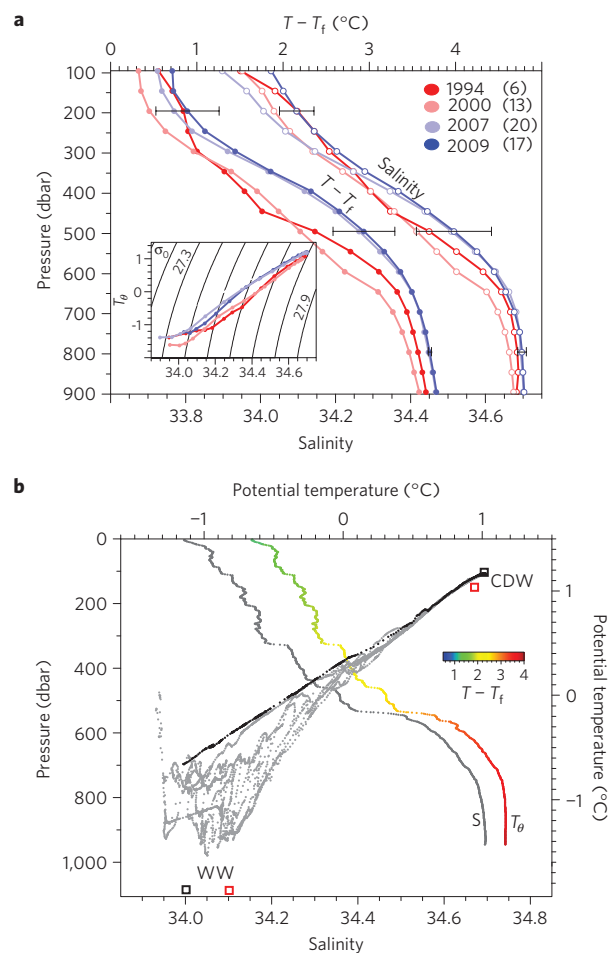 a
T – Tf (°C)
0 1 2 3 4
100
200
300
400
500
600
700
800
900
Pressure (dbar)
1994 (6)
2000 (13)
2007 (20)
2009 (17)
Salinity
T – Tf
σ0
27.3
27.9
1
0
–1
Tθ
34.0 34.2 34.4 34.6
33.8 34.0 34.2 34.4 34.6
Salinity
b
Potential temperature (°C)
–1 0 1
0
200
400
600
800
1,000
Pressure (dbar)
CDW
1 2 3 4
T – Tf
1
0
–1
Potential temperature (°C)
S
Tθ
WW
34.0 34.2 34.4 34.6 34.8
Salinity